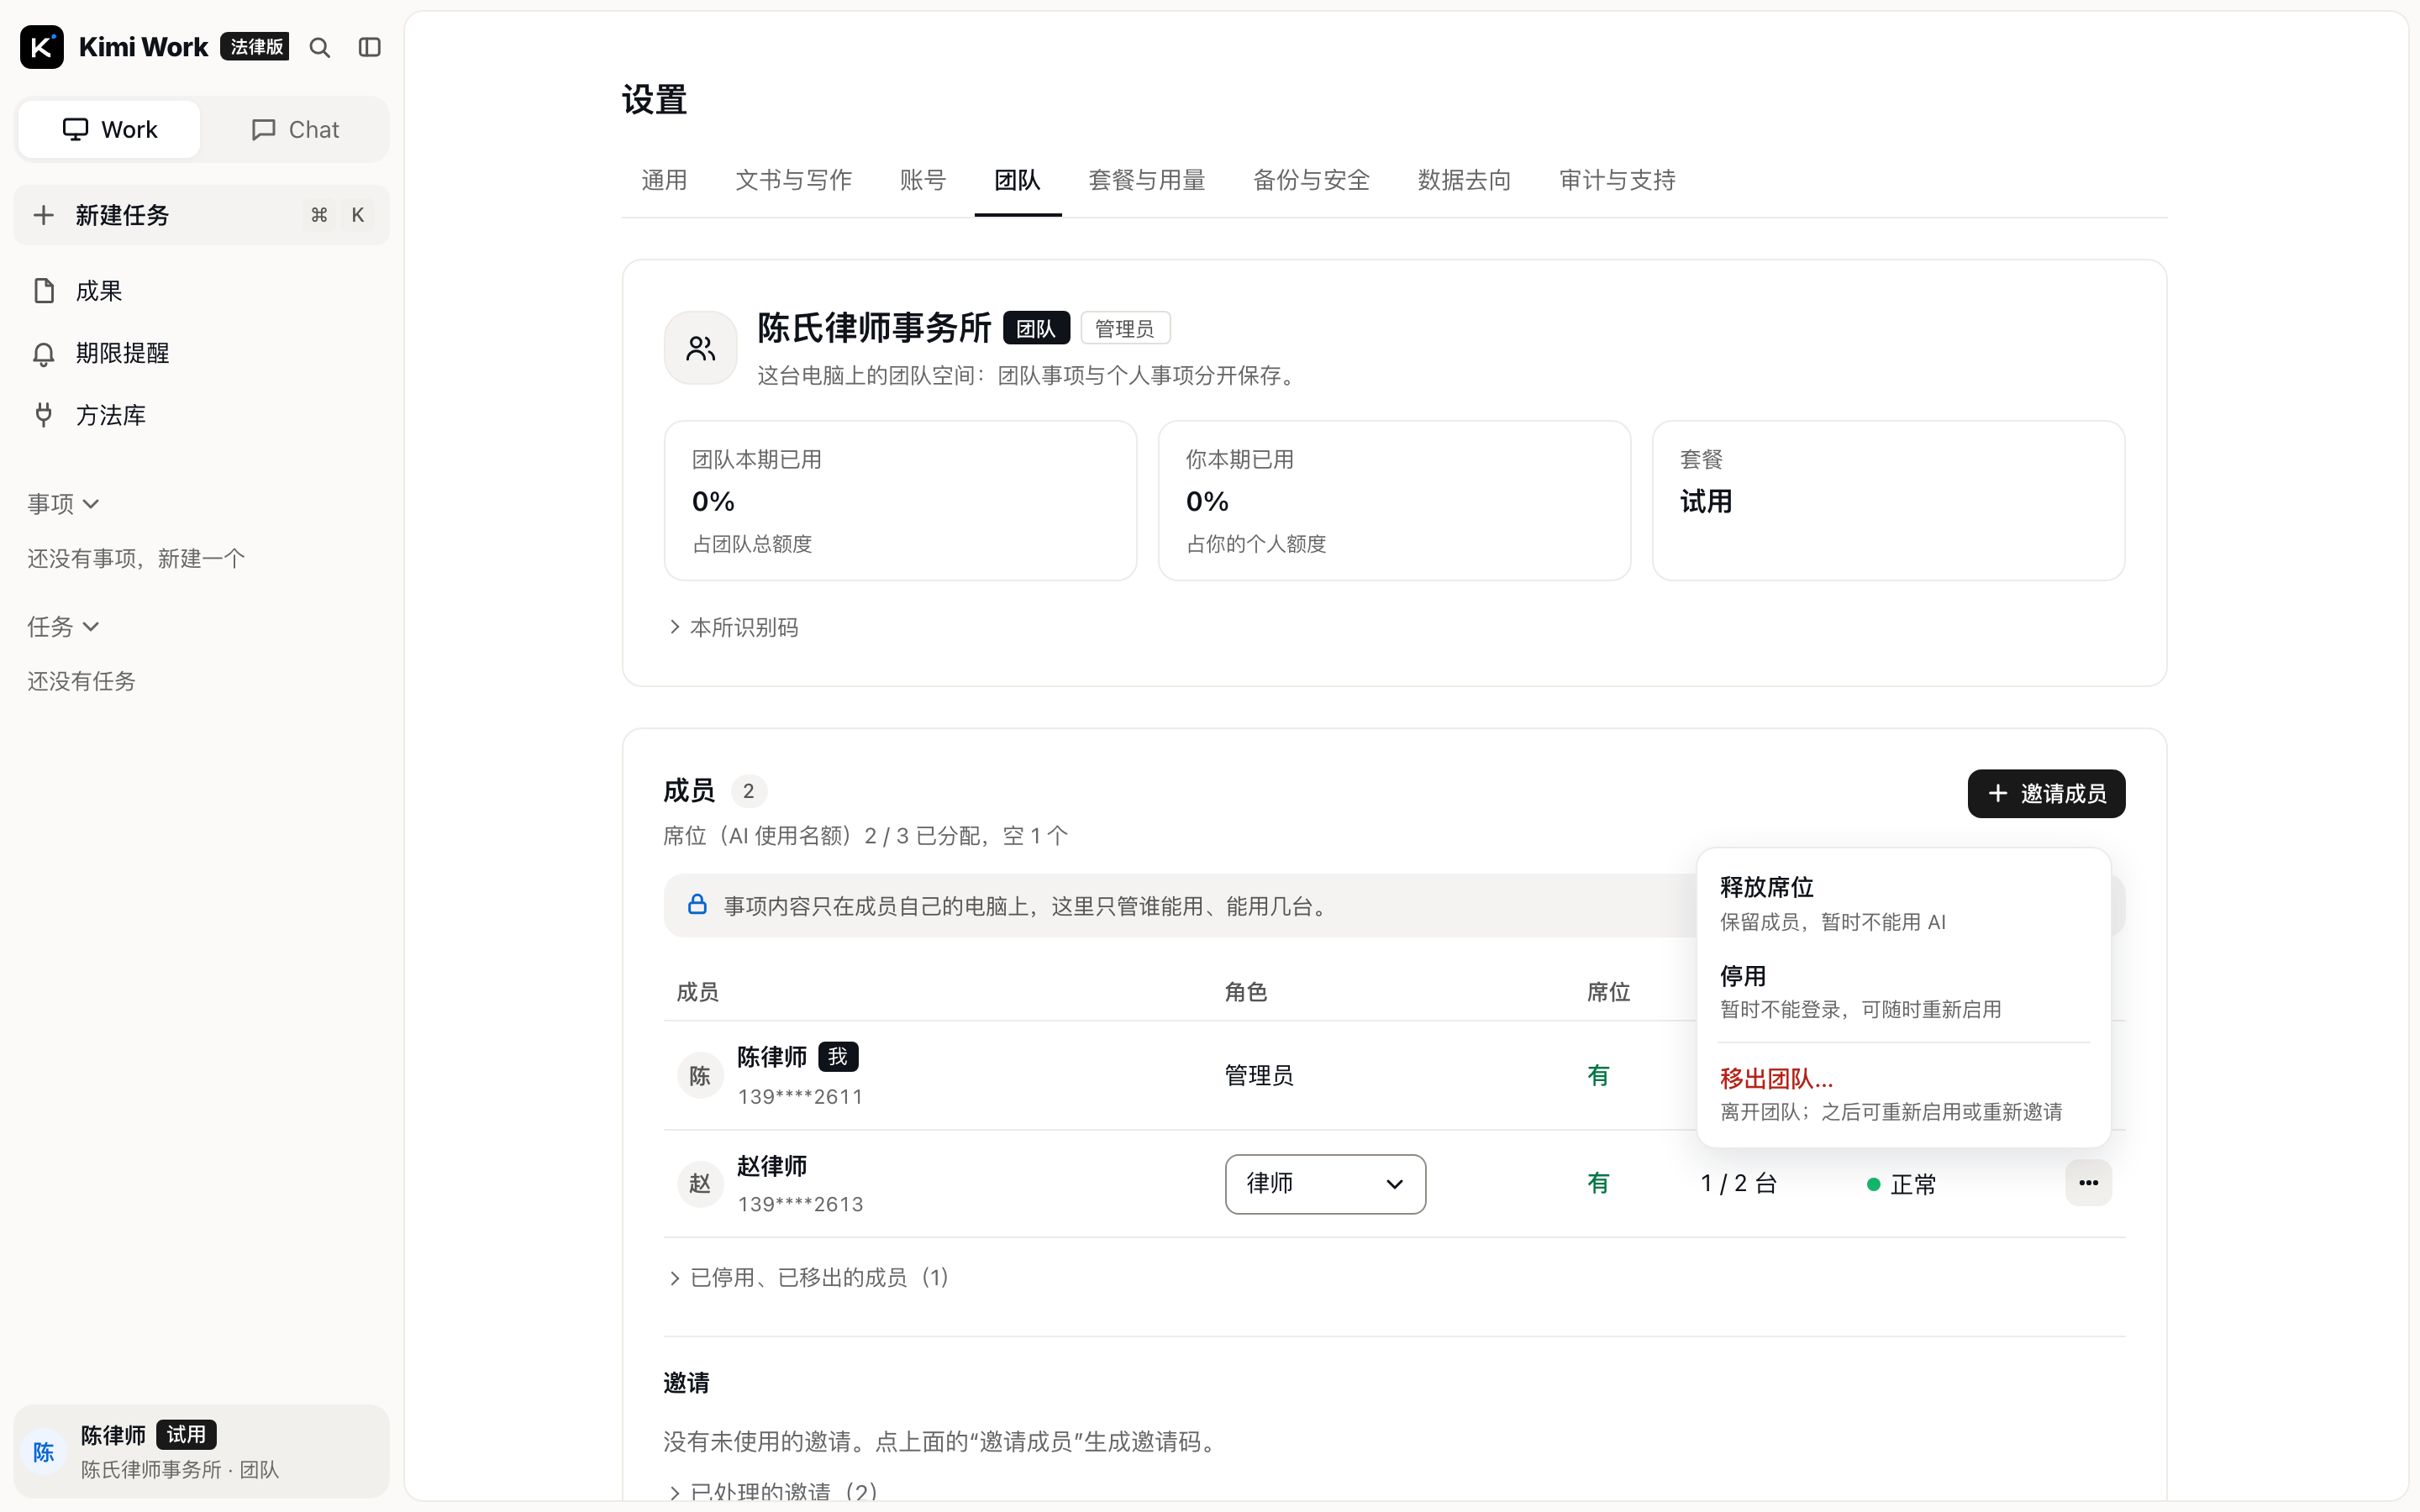 Kimi Work 法律版
Work
Chat
新建任务 ⌘ K
成果
期限提醒
方法库
事项
还没有事项，新建一个
任务
还没有任务
陈
陈律师 试用
陈氏律师事务所 · 团队
设置
通用 文书与写作 账号 团队 套餐与用量 备份与安全 数据去向 审计与支持
陈氏律师事务所 团队 管理员
这台电脑上的团队空间：团队事项与个人事项分开保存。
团队本期已用
0%
占团队总额度
你本期已用
0%
占你的个人额度
套餐
试用
本所识别码
成员 2
邀请成员
席位（AI 使用名额）2 / 3 已分配，空 1 个
事项内容只在成员自己的电脑上，这里只管谁能用、能用几台。
释放席位
保留成员，暂时不能用 AI
停用
暂时不能登录，可随时重新启用
移出团队...
离开团队；之后可重新启用或重新邀请
成员 角色 席位
陈 陈律师 我
139****2611
管理员 有
赵 赵律师
139****2613
律师 有 1 / 2 台 正常
已停用、已移出的成员（1）
邀请
没有未使用的邀请。点上面的“邀请成员”生成邀请码。
已处理的邀请（2）